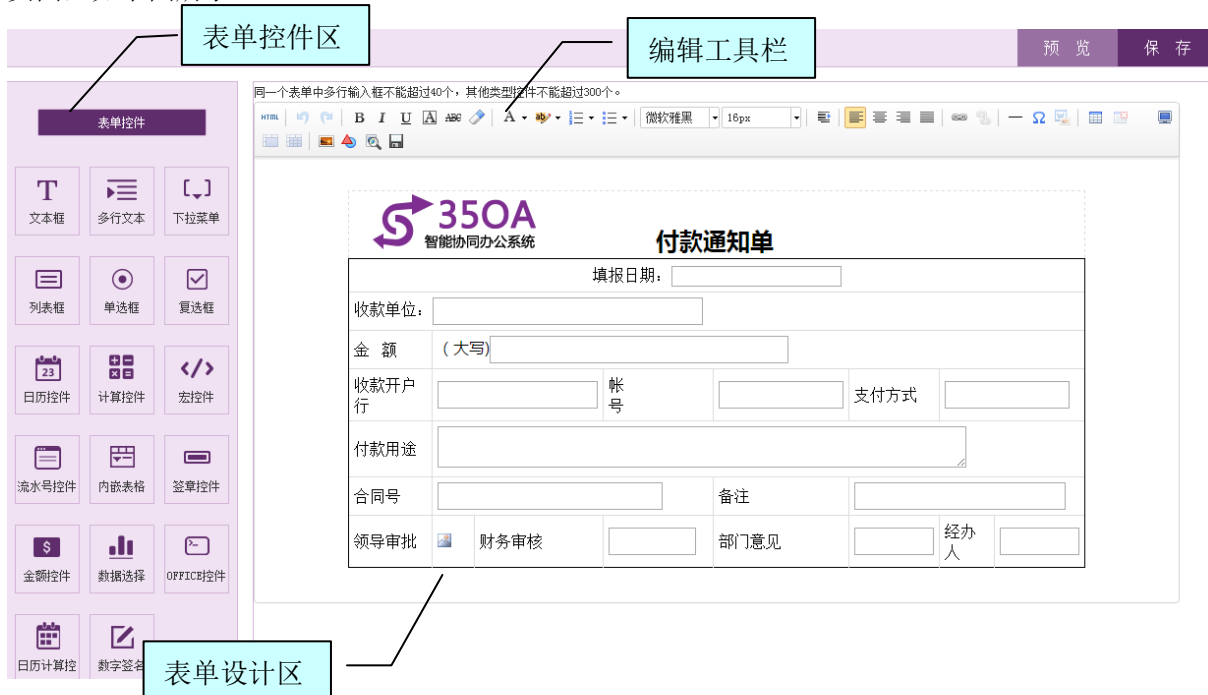 表单控件区
编辑工具栏
预 览
保 存
同一个表单中多行输入框不能超过40个，其他类型控件不能超过300个。
表单控件
HTML B I U A ABC A 微软雅黑 16px Ω
文本框 多行文本 下拉菜单
列表框 单选框 复选框
23
日历控件 计算控件 宏控件
流水号控件 内嵌表格 签章控件
$
金额控件 数据选择 OFFICE控件
日历计算控 数字签名
35OA
智能协同办公系统
付款通知单
填报日期：
收款单位：
金 额 （大写)
收款开户行 帐号 支付方式
付款用途
合同号 备注
领导审批 财务审核 部门意见 经办人
表单设计区